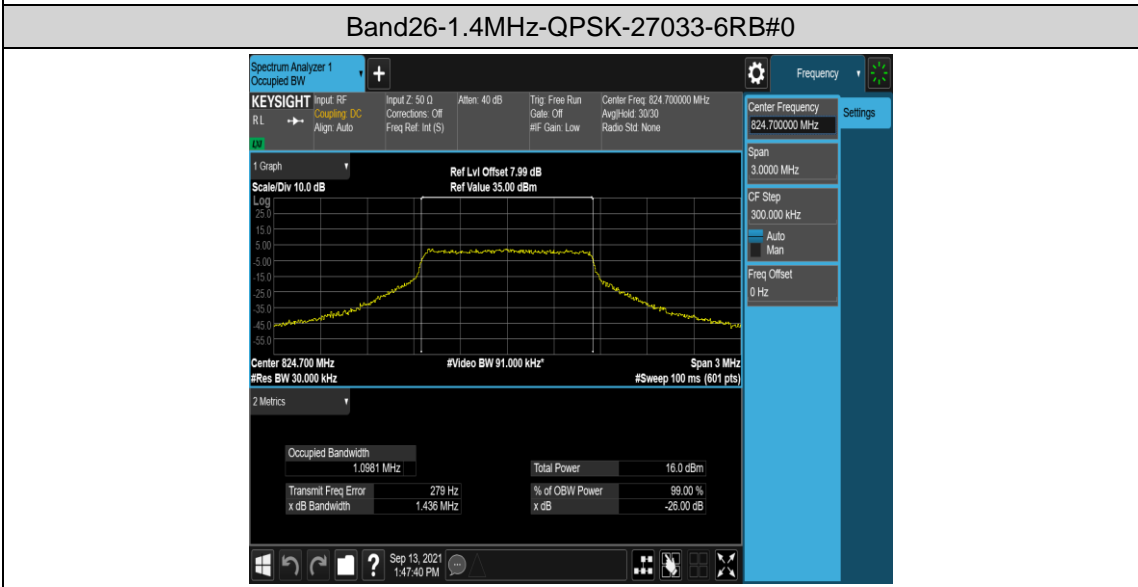 Band26-1.4MHz-QPSK-27033-6RB#0
Spectrum Analyzer 1
Occupied BW
+
Frequency
KEYSIGHT
RL
LXI
Input: RF
Coupling: DC
Align: Auto
Input Z: 50 Ω
Corrections: Off
Freq Ref: Int (S)
Atten: 40 dB
Trig: Free Run
Gate: Off
#IF Gain: Low
Center Freq: 824.700000 MHz
Avg|Hold: 30/30
Radio Std: None
Center Frequency
824.700000 MHz
Settings
Span
3.0000 MHz
CF Step
300.000 kHz
Auto
Man
Freq Offset
0 Hz
1 Graph
Scale/Div 10.0 dB
Ref Lvl Offset 7.99 dB
Ref Value 35.00 dBm
Log
25.0
15.0
5.00
-5.00
-15.0
-25.0
-35.0
-45.0
-55.0
Center 824.700 MHz
#Video BW 91.000 kHz*
Span 3 MHz
#Res BW 30.000 kHz
#Sweep 100 ms (601 pts)
2 Metrics
Occupied Bandwidth
1.0981 MHz
Total Power 16.0 dBm
Transmit Freq Error 279 Hz
% of OBW Power 99.00 %
x dB Bandwidth 1.436 MHz
x dB -26.00 dB
?
Sep 13, 2021
1:47:40 PM